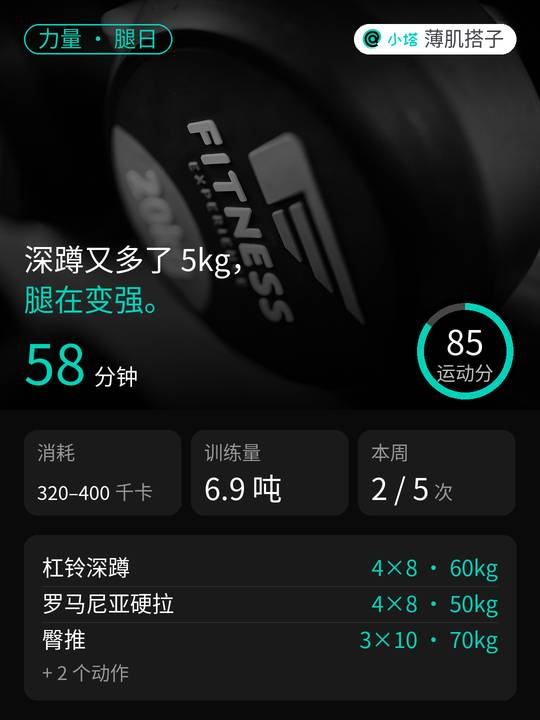 力量 · 腿日
小塔 薄肌搭子
FITNESS
EXPERIE
20k
深蹲又多了 5kg,
腿在变强。
58 分钟
85
运动分
消耗
320–400 千卡
训练量
6.9 吨
本周
2 / 5 次
杠铃深蹲
4×8 · 60kg
罗马尼亚硬拉
4×8 · 50kg
臀推
3×10 · 70kg
+ 2 个动作